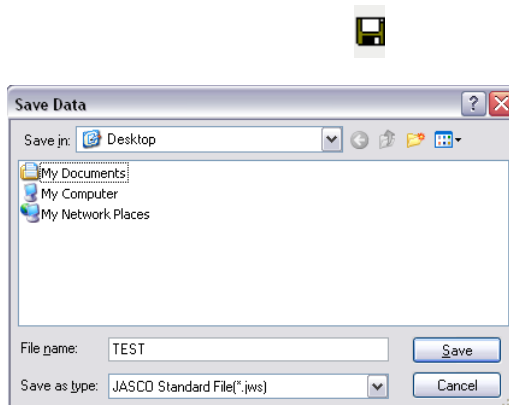 Save Data
Save in: Desktop
My Documents
My Computer
My Network Places
File name: TEST Save
Save as type: JASCO Standard File(*.jws) Cancel